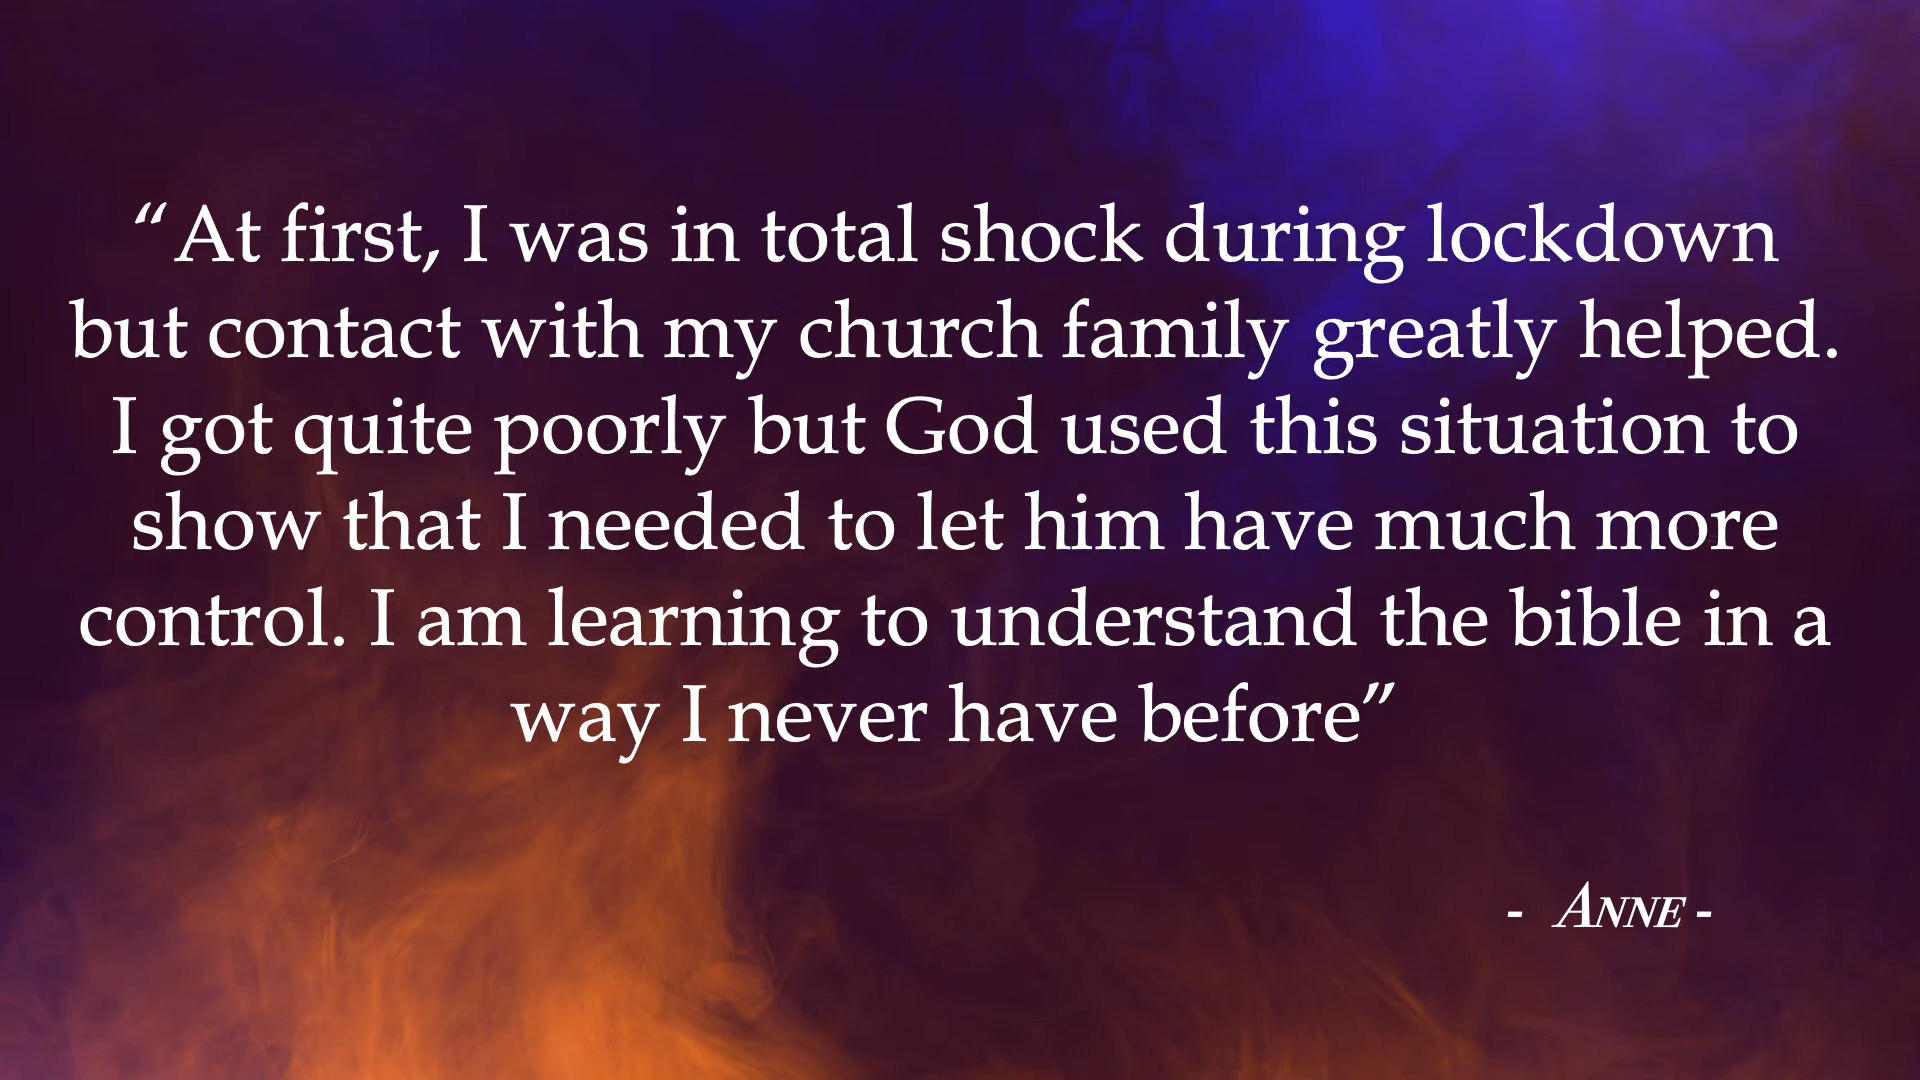 “At first, I was in total shock during lockdown
but contact with my church family greatly helped.
I got quite poorly but God used this situation to
show that I needed to let him have much more
control. I am learning to understand the bible in a
way I never have before”
- ANNE -